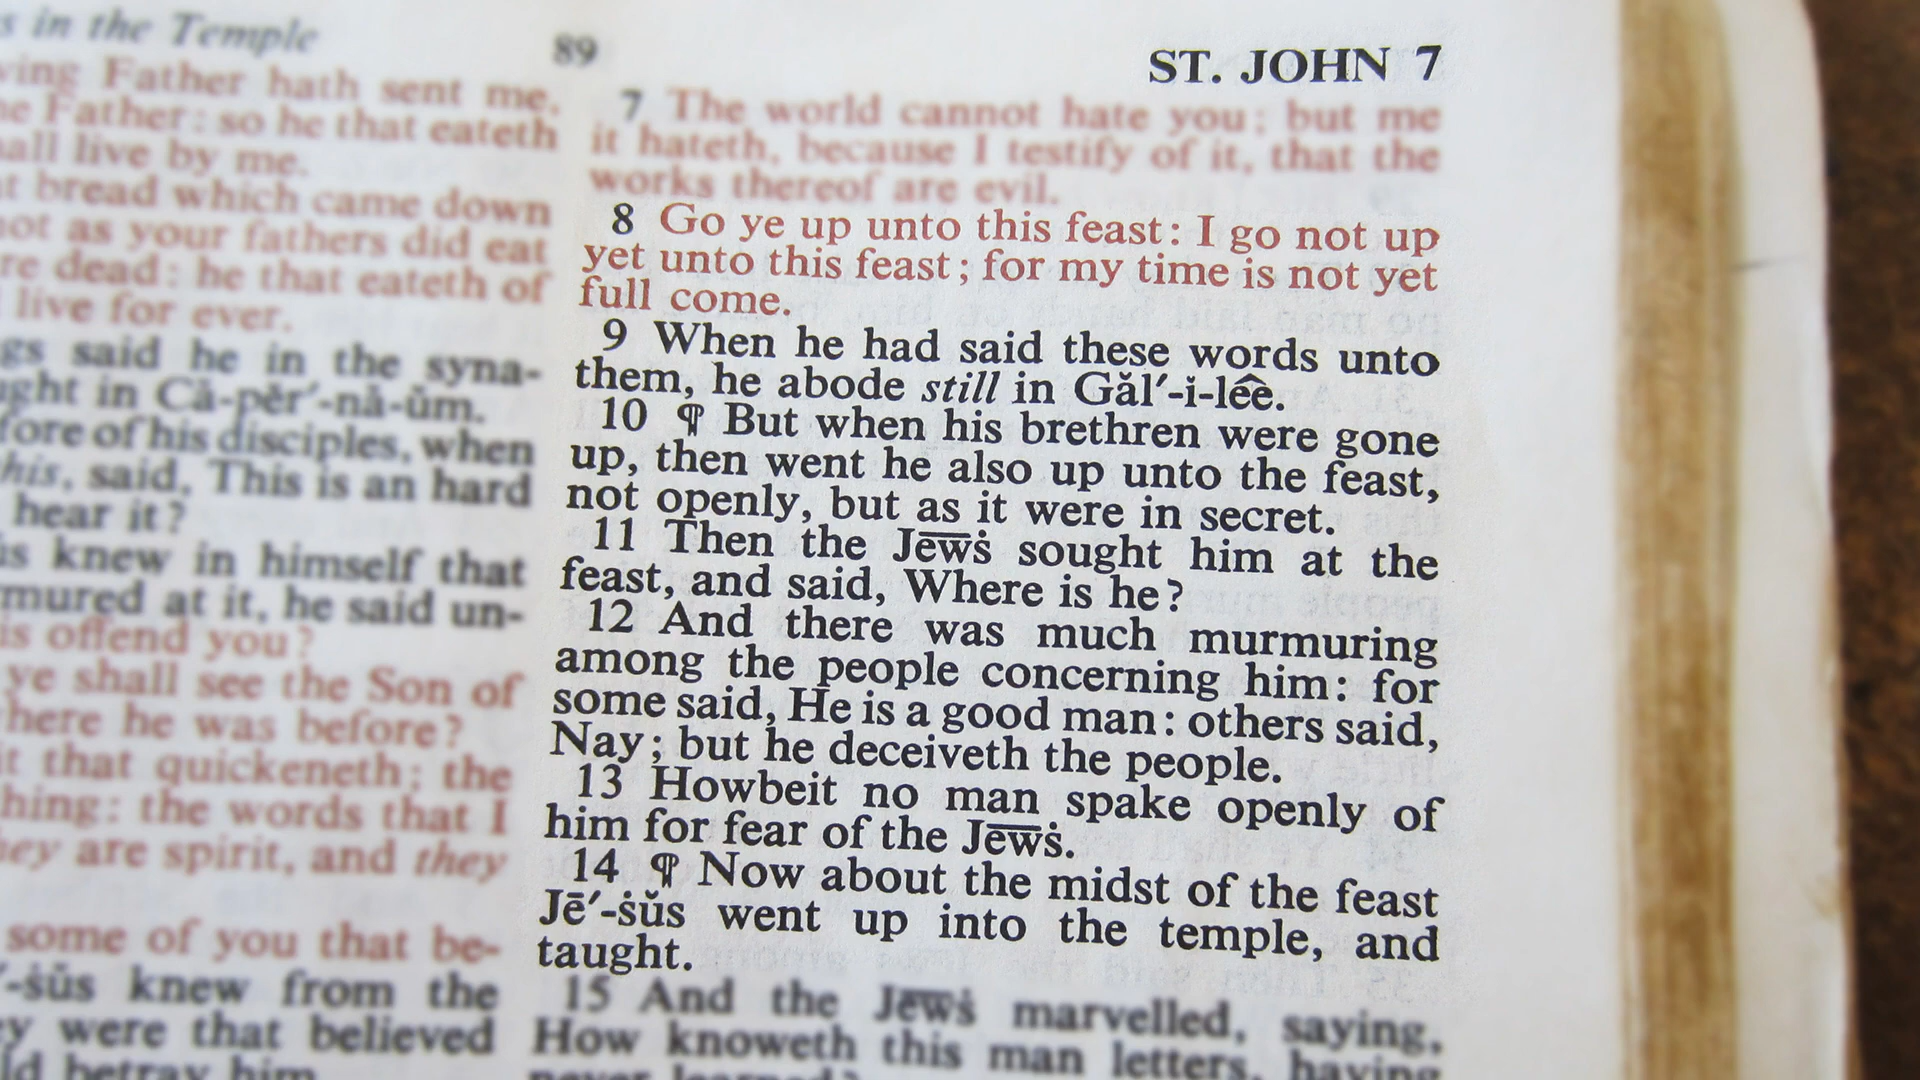 s in the Temple
89
ST. JOHN 7
ving Father hath sent me,
he Father: so he that eateth
hall live by me.
t bread which came down
not as your fathers did eat
re dead: he that eateth of
live for ever.
gs said he in the syna-
ught in Că-pẽr′-nă-ŭm.
fore of his disciples, when
his, said, This is an hard
hear it?
us knew in himself that
mured at it, he said un-
is offend you?
ye shall see the Son of
here he was before?
it that quickeneth; the
hing: the words that I
hey are spirit, and they
some of you that be-
′-ṡŭs knew from the
y were that believed
ld betray him.
7 The world cannot hate you; but me
it hateth, because I testify of it, that the
works thereof are evil.
8 Go ye up unto this feast: I go not up
yet unto this feast; for my time is not yet
full come.
9 When he had said these words unto
them, he abode still in Găl′-i-lêe.
10 ¶ But when his brethren were gone
up, then went he also up unto the feast,
not openly, but as it were in secret.
11 Then the Jēw̄ṡ sought him at the
feast, and said, Where is he?
12 And there was much murmuring
among the people concerning him: for
some said, He is a good man: others said,
Nay; but he deceiveth the people.
13 Howbeit no man spake openly of
him for fear of the Jēw̄ṡ.
14 ¶ Now about the midst of the feast
Jē′-ṡŭs went up into the temple, and
taught.
15 And the Jēw̄ṡ marvelled, saying,
How knoweth this man letters, having
never learned?